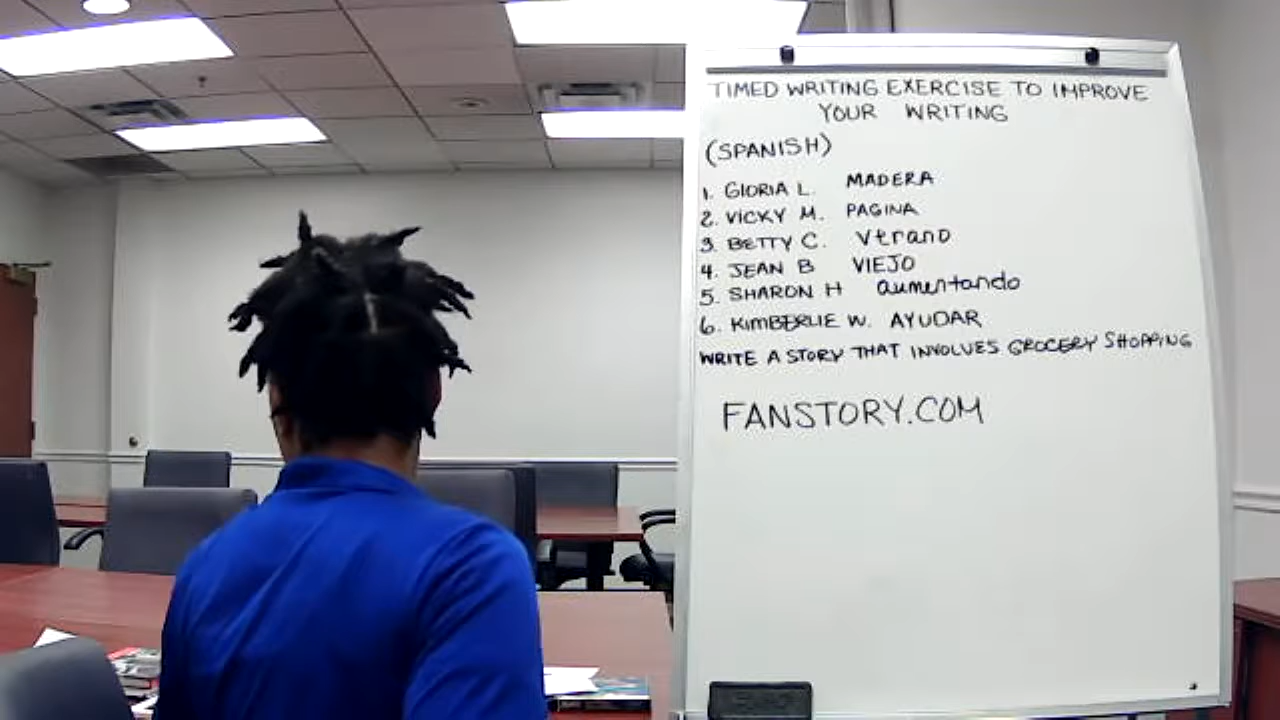 TIMED WRITING EXERCISE TO IMPROVE
YOUR WRITING
(SPANISH)
1. GLORIA L. MADERA
2. VICKY M. PAGINA
3. BETTY C. Verano
4. JEAN B VIEJO
5. SHARON H aumentando
6. KIMBERLIE W. AYUDAR
WRITE A STORY THAT INVOLVES GROCERY SHOPPING
FANSTORY.COM